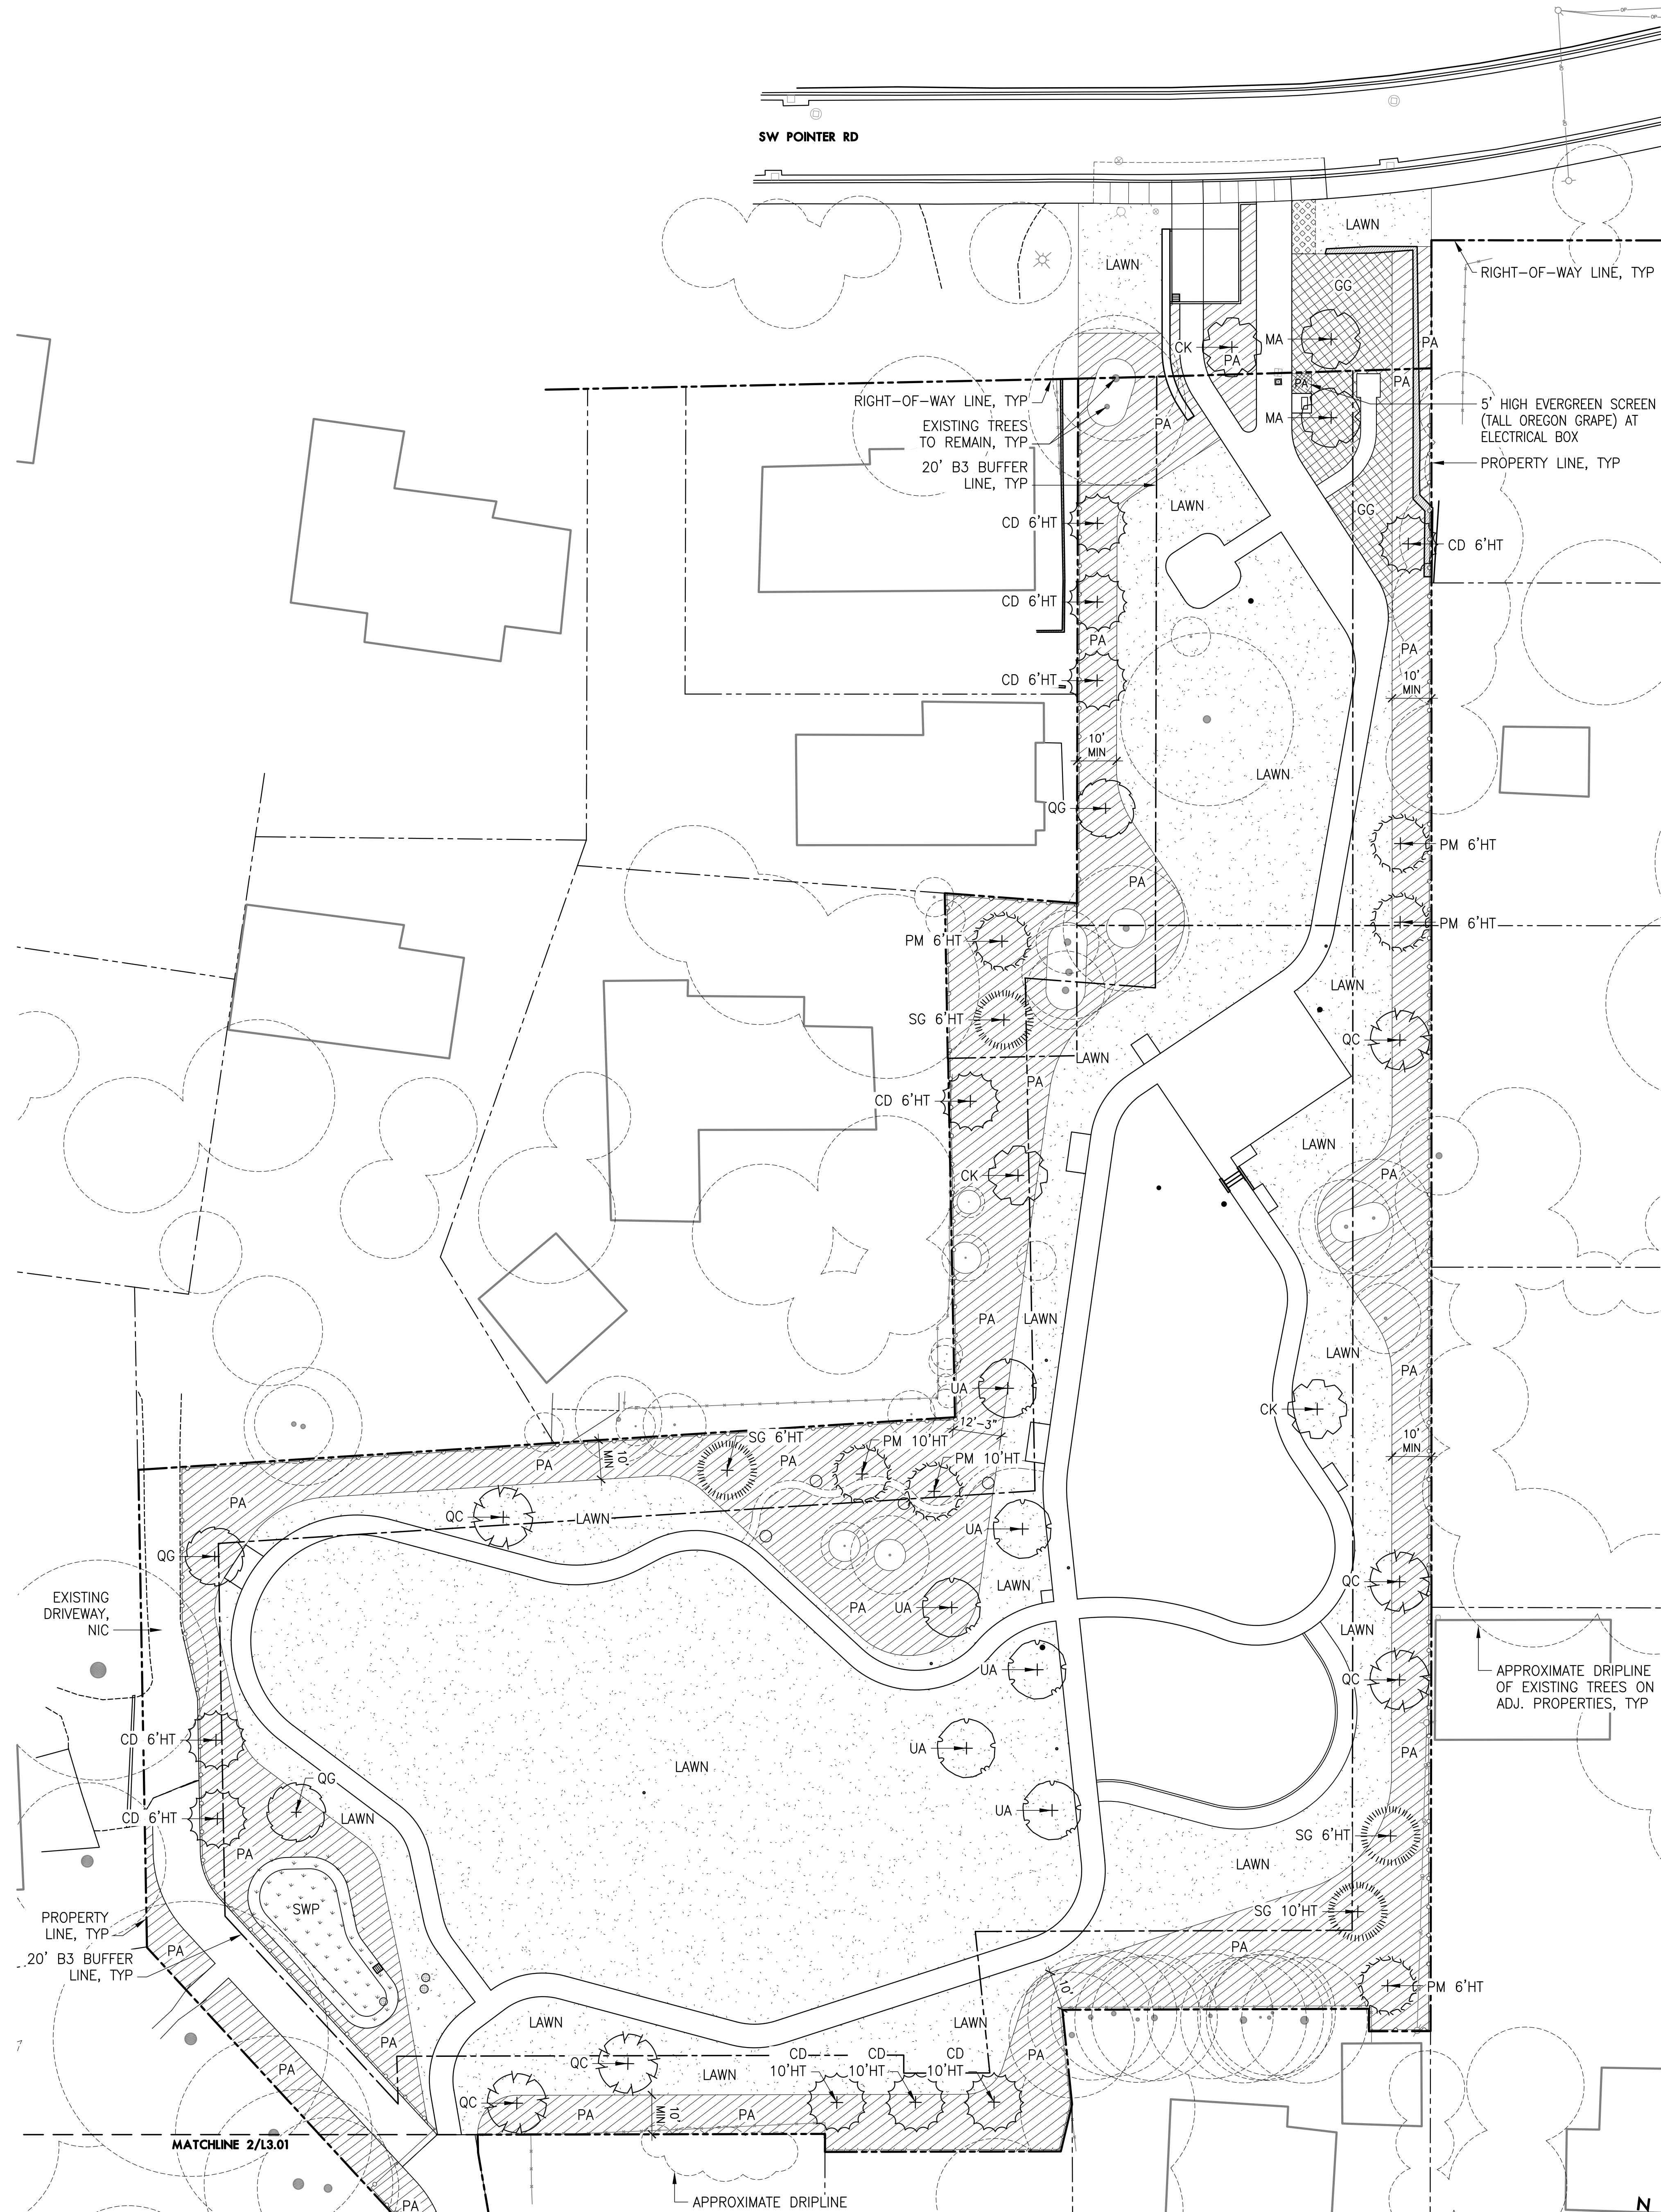 SW POINTER RD
LAWN
LAWN
RIGHT-OF-WAY LINE, TYP
GG
CK
PA
MA
PA
RIGHT-OF-WAY LINE, TYP
PA
PA
5' HIGH EVERGREEN SCREEN
(TALL OREGON GRAPE) AT
ELECTRICAL BOX
EXISTING TREES
TO REMAIN, TYP
PA
MA
20' B3 BUFFER
LINE, TYP
PROPERTY LINE, TYP
LAWN
GG
CD 6'HT
CD 6'HT
CD 6'HT
PA
PA
CD 6'HT
10'
MIN
10'
MIN
LAWN
QG
PM 6'HT
PA
PM 6'HT
PM 6'HT
LAWN
SG 6'HT
QC
LAWN
PA
CD 6'HT
LAWN
CK
PA
PA
LAWN
LAWN
PA
UA
CK
12'-3"
SG 6'HT
PM 10'HT
10'
MIN
PA
PA
PM 10'HT
10'
MIN
PA
QC
LAWN
UA
QG
QC
LAWN
EXISTING
DRIVEWAY,
NIC
PA
UA
LAWN
UA
QC
APPROXIMATE DRIPLINE
OF EXISTING TREES ON
ADJ. PROPERTIES, TYP
CD 6'HT
UA
PA
LAWN
QG
CD 6'HT
LAWN
UA
SG 6'HT
PA
LAWN
SWP
SG 10'HT
PROPERTY
LINE, TYP
PA
PA
20' B3 BUFFER
LINE, TYP
10'
PM 6'HT
LAWN
LAWN
PA
PA
QC
CD
10'HT
CD
10'HT
CD
10'HT
PA
LAWN
QC
PA
10'
MIN
PA
MATCHLINE 2/L3.01
APPROXIMATE DRIPLINE
PA
N